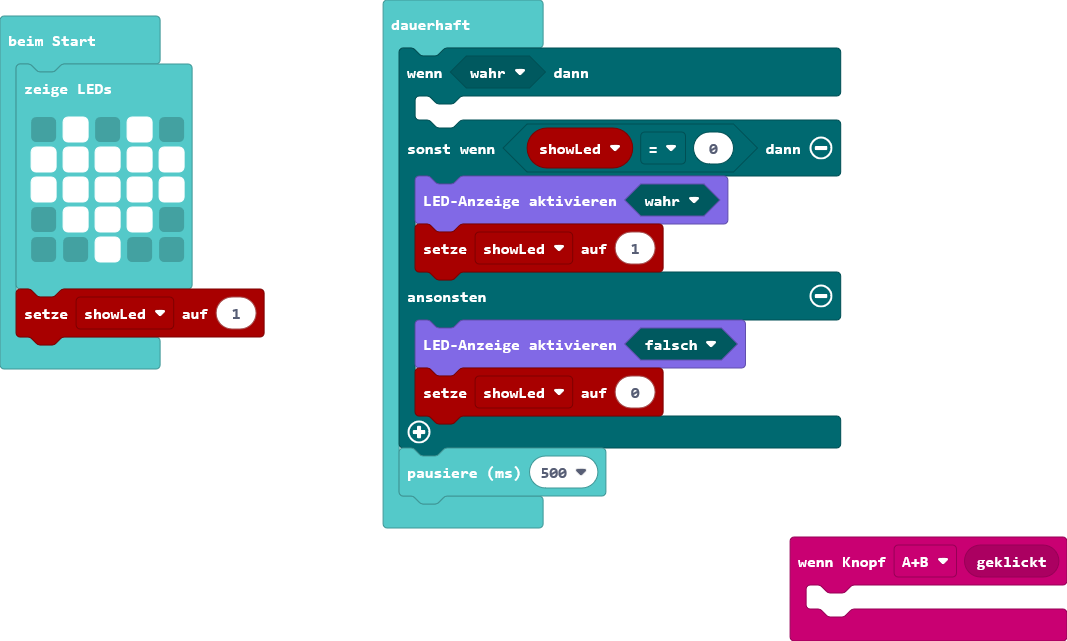 beim Start
zeige LEDs
setze showLed auf 1
dauerhaft
wenn wahr dann
sonst wenn showLed = 0 dann
LED-Anzeige aktivieren wahr
setze showLed auf 1
ansonsten
LED-Anzeige aktivieren falsch
setze showLed auf 0
pausiere (ms) 500
wenn Knopf A+B geklickt